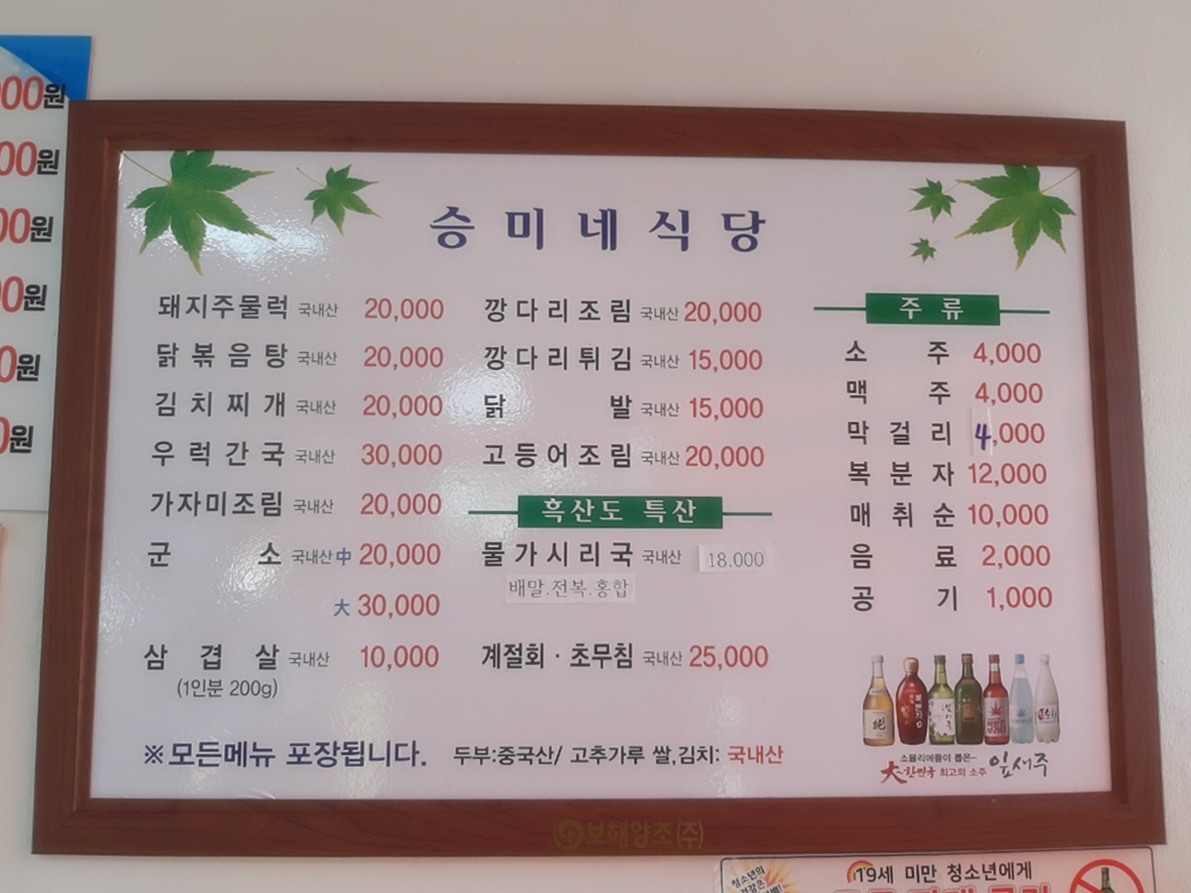 00원
00원
00원
00원
0원
0원
승미네식당
돼지주물럭 국내산 20,000
닭볶음탕 국내산 20,000
김치찌개 국내산 20,000
우럭간국 국내산 30,000
가자미조림 국내산 20,000
군소 국내산 中 20,000
大 30,000
삼겹살 국내산 10,000
(1인분 200g)
깡다리조림 국내산 20,000
깡다리튀김 국내산 15,000
닭발 국내산 15,000
고등어조림 국내산 20,000
흑산도 특산
물가시리국 국내산 18.000
배말.전복.홍합
계절회·초무침 국내산 25,000
주류
소주 4,000
맥주 4,000
막걸리 4,000
복분자 12,000
매취순 10,000
음료 2,000
공기 1,000
소믈리에들이 뽑은~
大한민국 최고의 소주 잎새주
※모든메뉴 포장됩니다.
두부:중국산/ 고추가루 쌀,김치: 국내산
보해양조(주)
청소년의
19세 미만 청소년에게